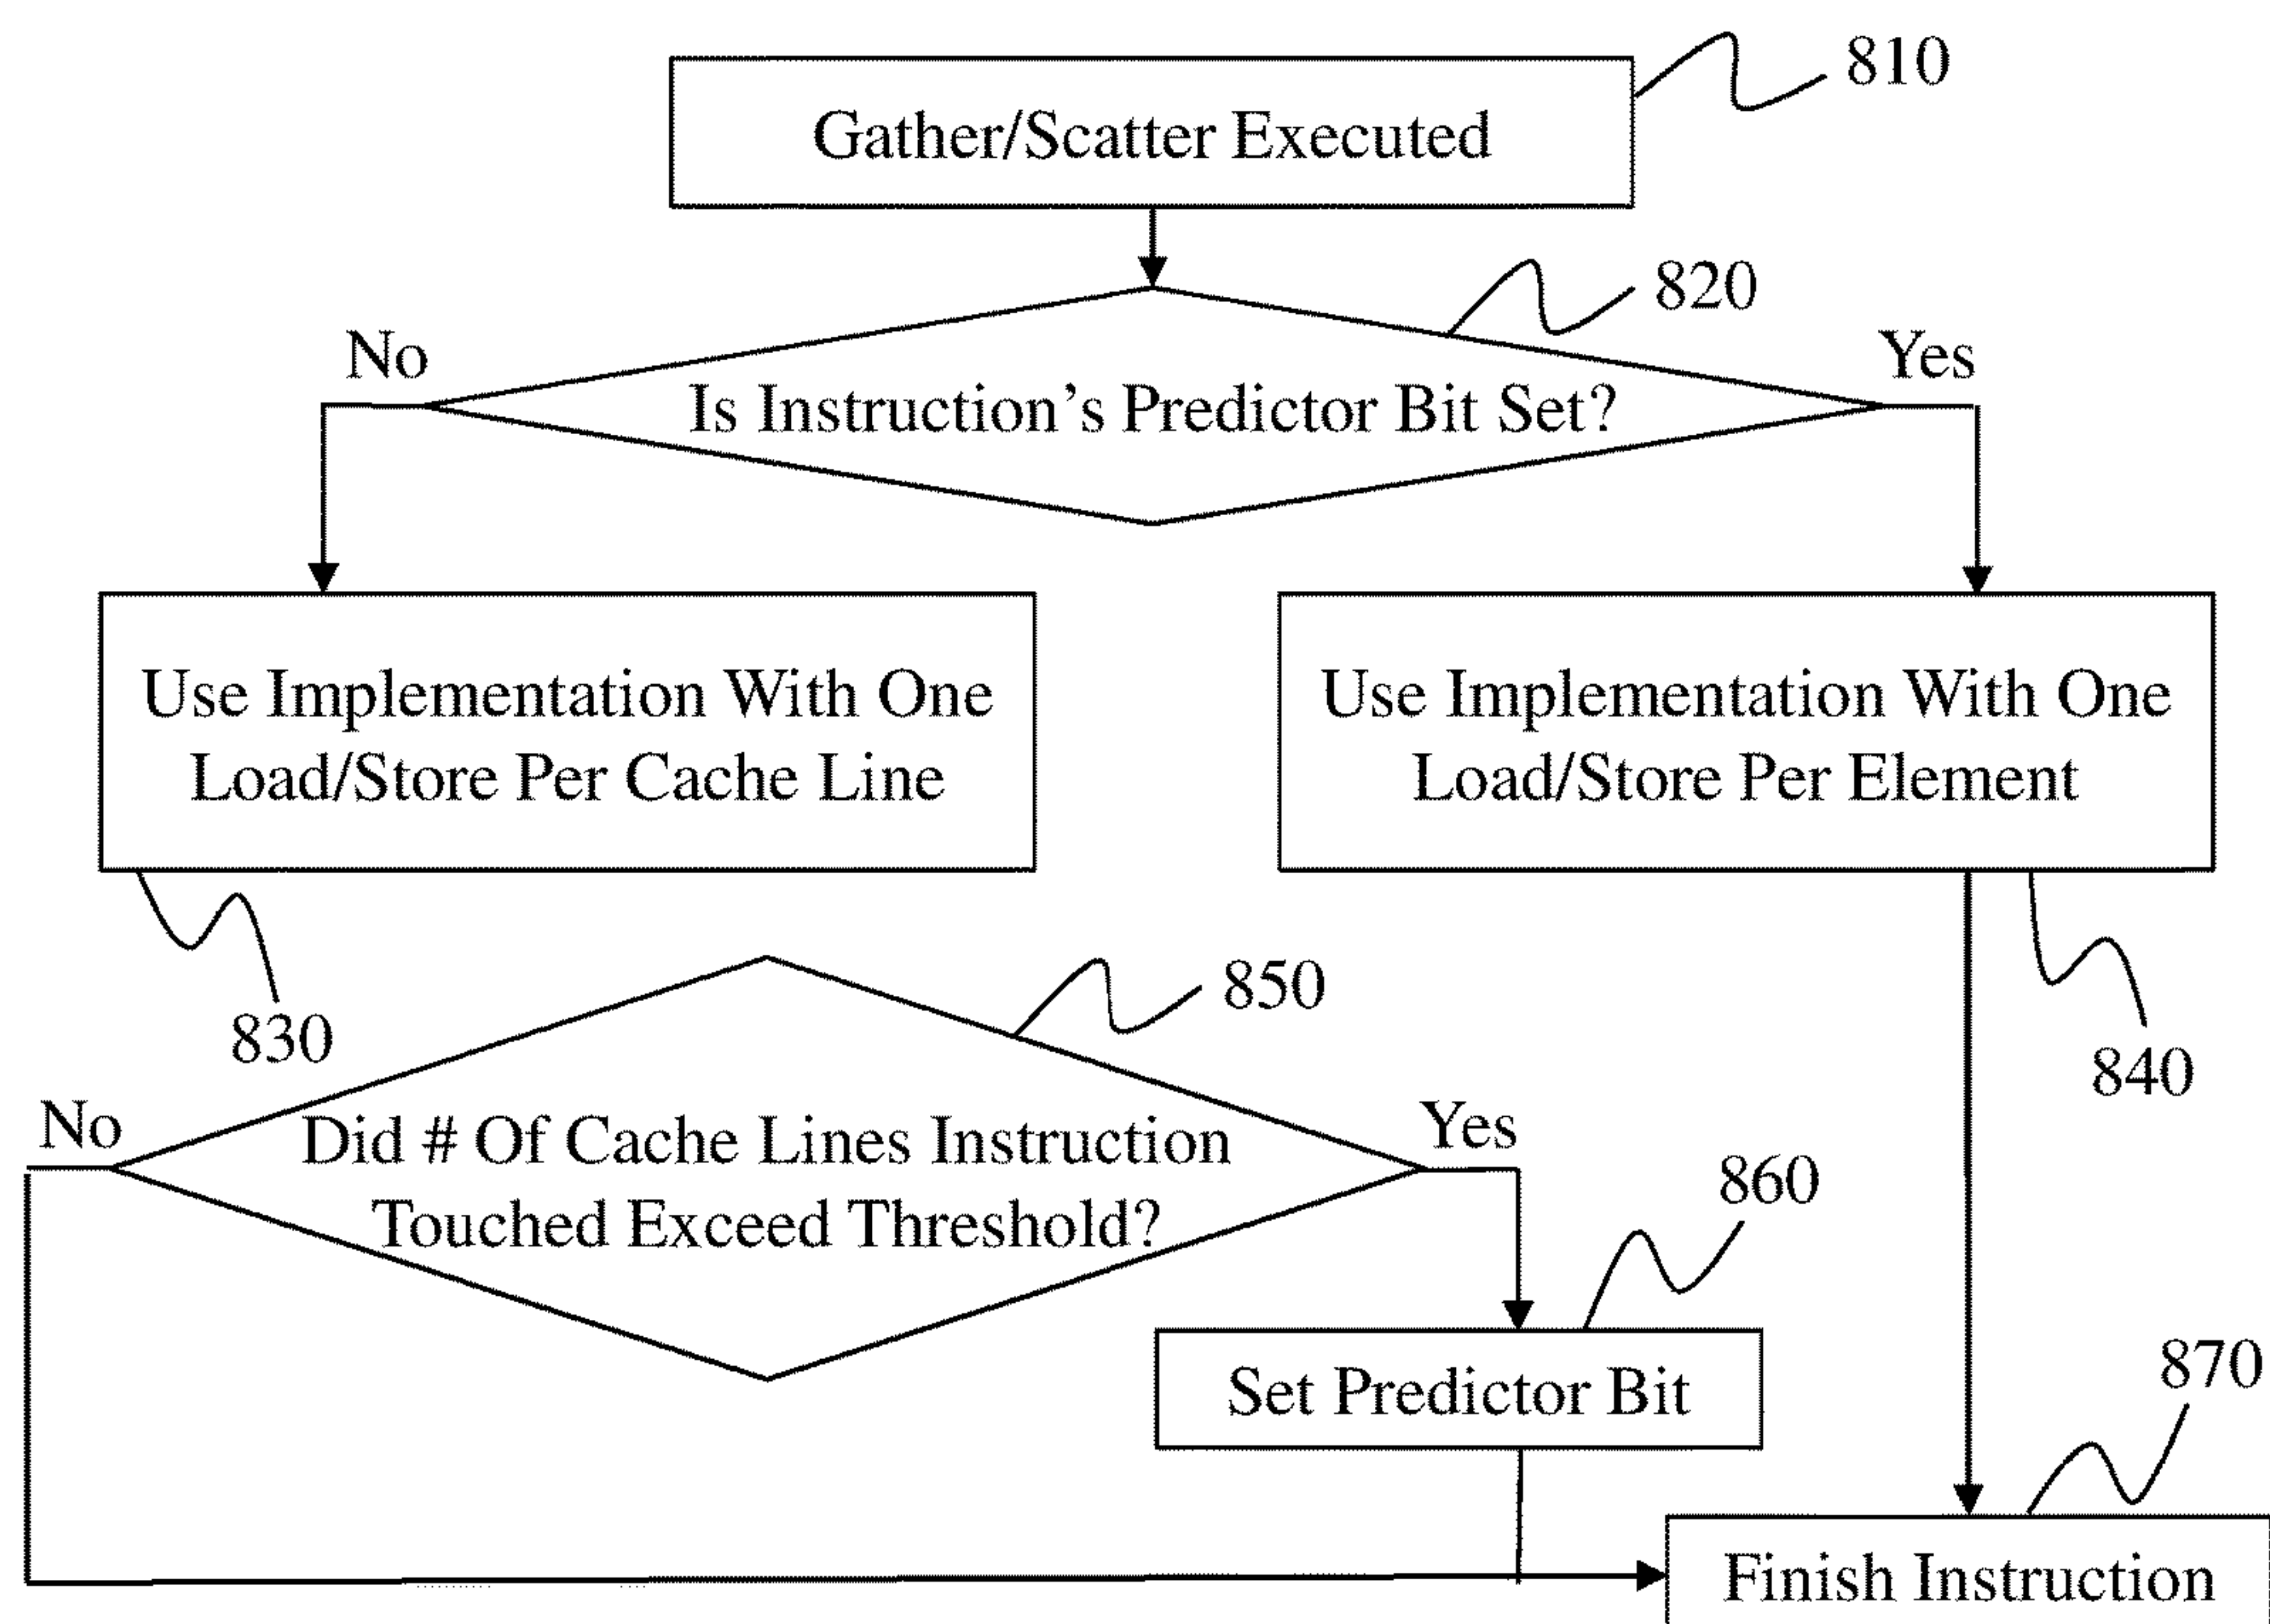 810
Gather/Scatter Executed
820
No
Yes
Is Instruction's Predictor Bit Set?
Use Implementation With One
Load/Store Per Cache Line
Use Implementation With One
Load/Store Per Element
830
850
840
No
Did # Of Cache Lines Instruction
Touched Exceed Threshold?
Yes
860
Set Predictor Bit
870
Finish Instruction